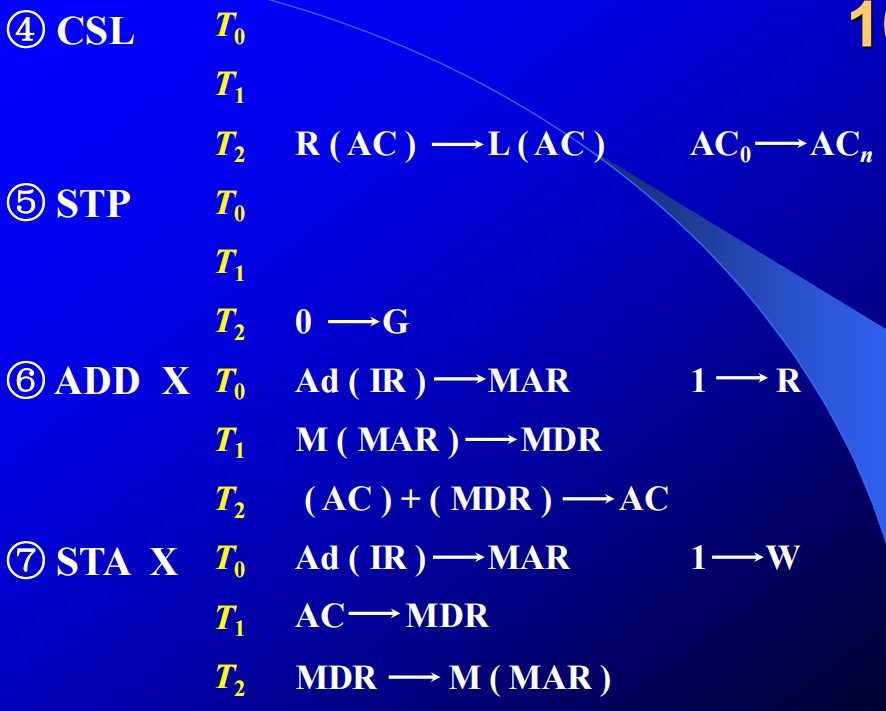 ④ CSL T₀
T₁
T₂ R ( AC ) ⟶ L ( AC ) AC₀ ⟶ ACₙ
⑤ STP T₀
T₁
T₂ 0 ⟶ G
⑥ ADD X T₀ Ad ( IR ) ⟶ MAR 1 ⟶ R
T₁ M ( MAR ) ⟶ MDR
T₂ ( AC ) + ( MDR ) ⟶ AC
⑦ STA X T₀ Ad ( IR ) ⟶ MAR 1 ⟶ W
T₁ AC ⟶ MDR
T₂ MDR ⟶ M ( MAR )